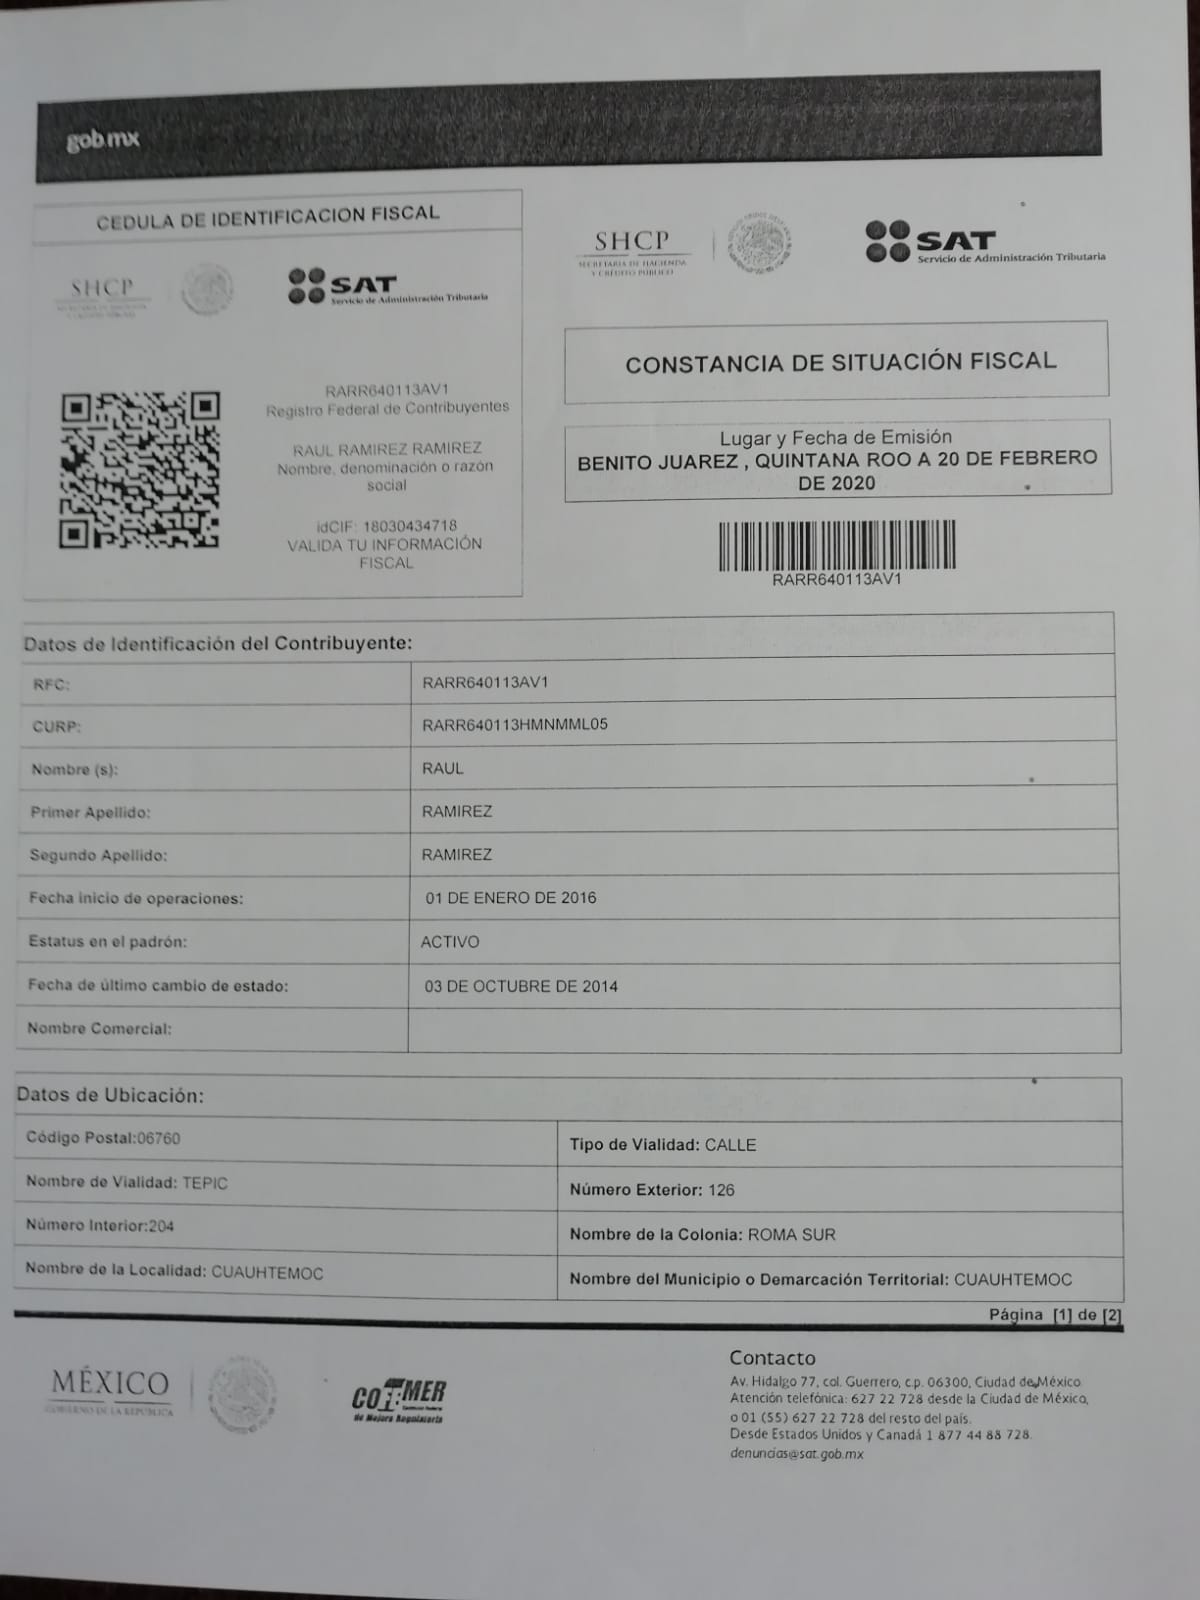 gob.mx
CEDULA DE IDENTIFICACION FISCAL
SHCP
SAT
Servicio de Administración Tributaria
RARR640113AV1
Registro Federal de Contribuyentes
RAUL RAMIREZ RAMIREZ
Nombre, denominación o razón
social
idCIF: 18030434718
VALIDA TU INFORMACIÓN
FISCAL
SHCP
SECRETARÍA DE HACIENDA
Y CRÉDITO PÚBLICO
SAT
Servicio de Administración Tributaria
CONSTANCIA DE SITUACIÓN FISCAL
Lugar y Fecha de Emisión
BENITO JUAREZ , QUINTANA ROO A 20 DE FEBRERO
DE 2020
RARR640113AV1
Datos de Identificación del Contribuyente:
RFC: RARR640113AV1
CURP: RARR640113HMNMML05
Nombre (s): RAUL
Primer Apellido: RAMIREZ
Segundo Apellido: RAMIREZ
Fecha inicio de operaciones: 01 DE ENERO DE 2016
Estatus en el padrón: ACTIVO
Fecha de último cambio de estado: 03 DE OCTUBRE DE 2014
Nombre Comercial:
Datos de Ubicación:
Código Postal:06760 Tipo de Vialidad: CALLE
Nombre de Vialidad: TEPIC Número Exterior: 126
Número Interior:204 Nombre de la Colonia: ROMA SUR
Nombre de la Localidad: CUAUHTEMOC Nombre del Municipio o Demarcación Territorial: CUAUHTEMOC
Página [1] de [2]
MÉXICO
GOBIERNO DE LA REPÚBLICA
de Mejora Regulatoria
Contacto
Av. Hidalgo 77, col. Guerrero, c.p. 06300, Ciudad de México
Atención telefónica: 627 22 728 desde la Ciudad de México,
o 01 (55) 627 22 728 del resto del país.
Desde Estados Unidos y Canadá 1 877 44 88 728.
denuncias@sat.gob.mx